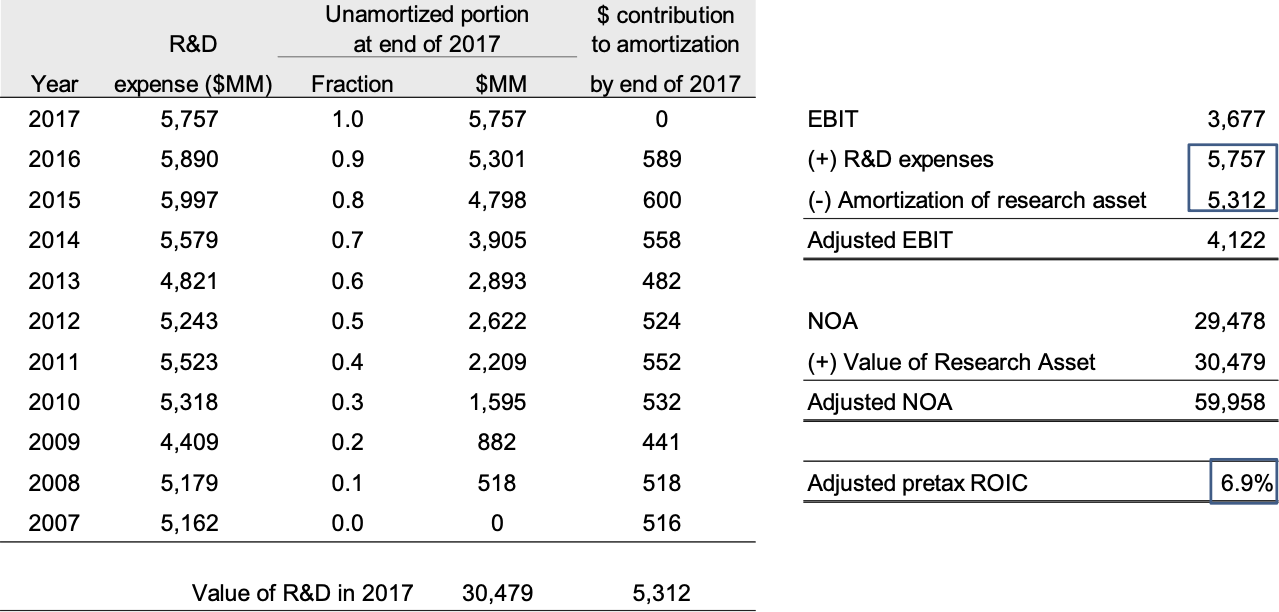 Unamortized portion $ contribution
R&D at end of 2017 to amortization
Year expense ($MM) Fraction $MM by end of 2017
2017 5,757 1.0 5,757 0 EBIT 3,677
2016 5,890 0.9 5,301 589 (+) R&D expenses 5,757
2015 5,997 0.8 4,798 600 (-) Amortization of research asset 5,312
2014 5,579 0.7 3,905 558 Adjusted EBIT 4,122
2013 4,821 0.6 2,893 482
2012 5,243 0.5 2,622 524 NOA 29,478
2011 5,523 0.4 2,209 552 (+) Value of Research Asset 30,479
2010 5,318 0.3 1,595 532 Adjusted NOA 59,958
2009 4,409 0.2 882 441
2008 5,179 0.1 518 518 Adjusted pretax ROIC 6.9%
2007 5,162 0.0 0 516
Value of R&D in 2017 30,479 5,312